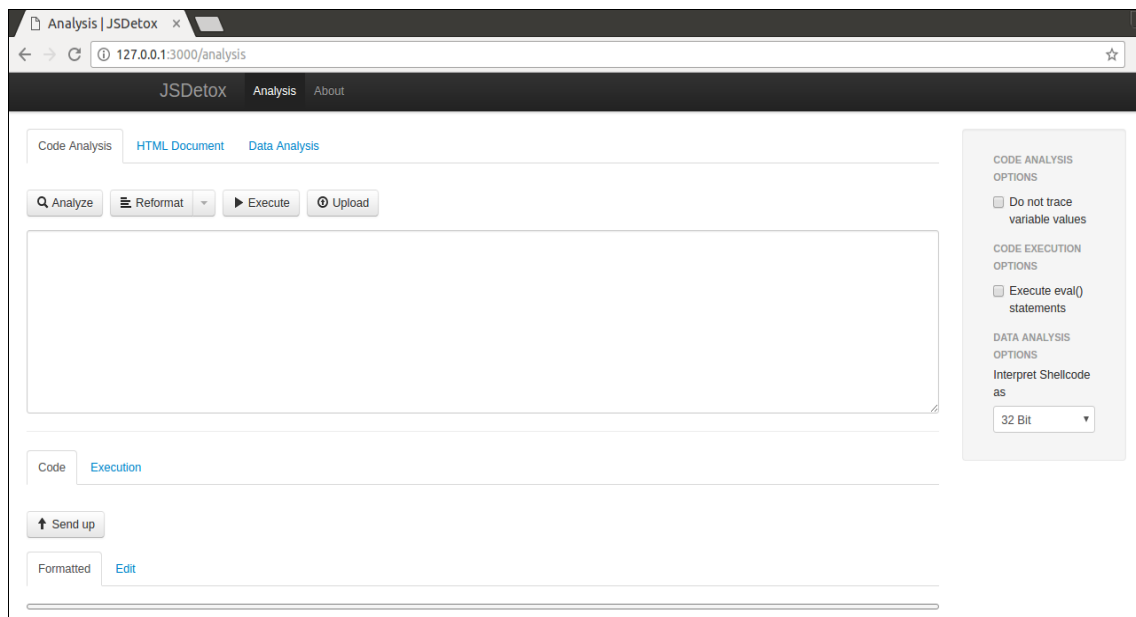 Analysis | JSDetox
127.0.0.1:3000/analysis
JSDetox Analysis About
Code Analysis HTML Document Data Analysis
Analyze Reformat Execute Upload
CODE ANALYSIS
OPTIONS
Do not trace
variable values
CODE EXECUTION
OPTIONS
Execute eval()
statements
DATA ANALYSIS
OPTIONS
Interpret Shellcode
as
32 Bit
Code Execution
Send up
Formatted Edit